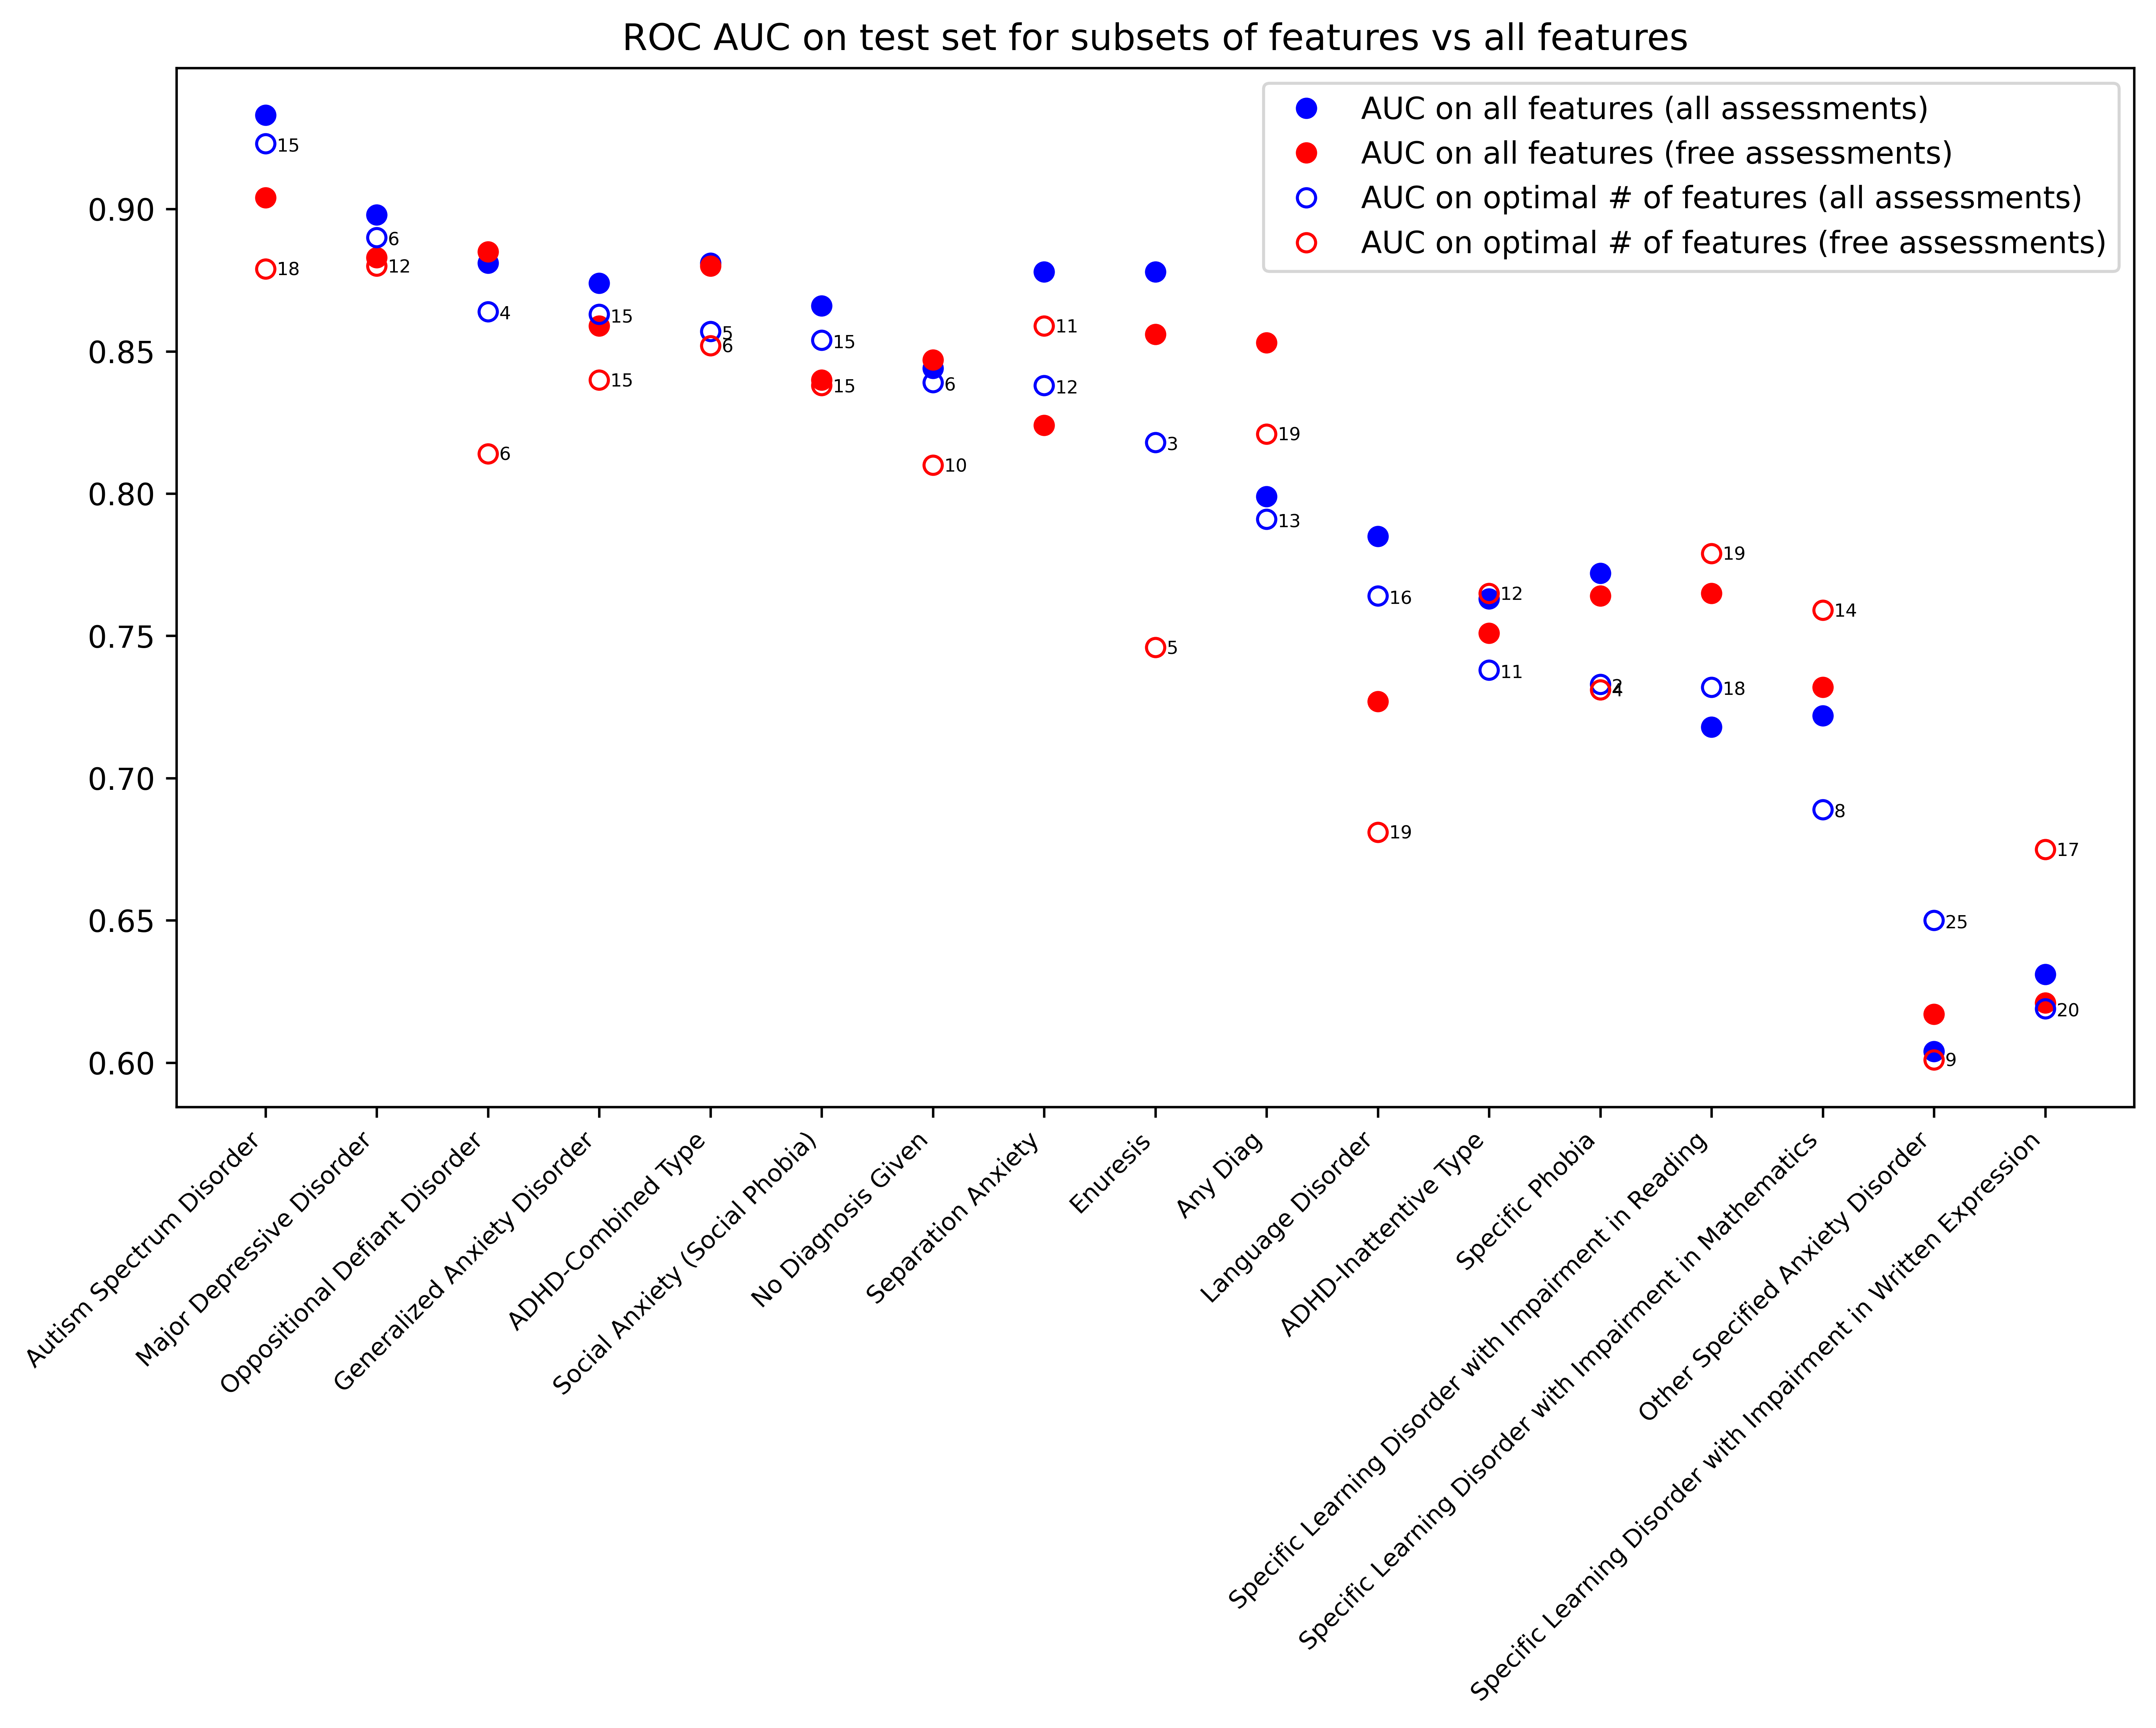 ROC AUC on test set for subsets of features vs all features
AUC on all features (all assessments)
AUC on all features (free assessments)
AUC on optimal # of features (all assessments)
AUC on optimal # of features (free assessments)
0.90
0.85
0.80
0.75
0.70
0.65
0.60
15
18
6
12
4
6
15
15
5
6
15
15
6
10
11
12
3
5
19
13
16
19
12
11
2
4
19
18
14
8
25
9
17
20
Autism Spectrum Disorder
Major Depressive Disorder
Oppositional Defiant Disorder
Generalized Anxiety Disorder
ADHD-Combined Type
Social Anxiety (Social Phobia)
No Diagnosis Given
Separation Anxiety
Enuresis
Any Diag
Language Disorder
ADHD-Inattentive Type
Specific Phobia
Specific Learning Disorder with Impairment in Reading
Specific Learning Disorder with Impairment in Mathematics
Other Specified Anxiety Disorder
Specific Learning Disorder with Impairment in Written Expression